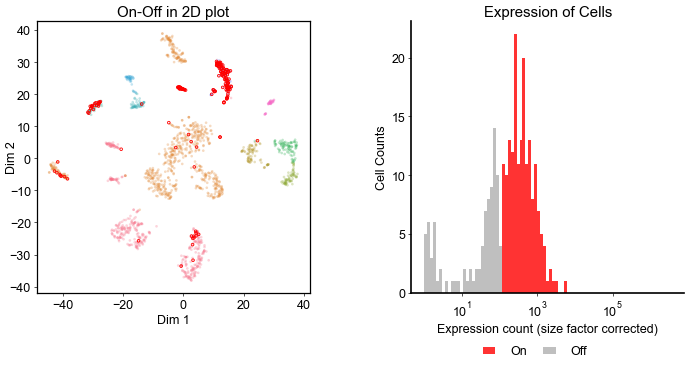 On-Off in 2D plot
40
30
20
10
0
−10
−20
−30
−40
Dim 2
−40
−20
0
20
40
Dim 1
Expression of Cells
20
15
10
5
0
Cell Counts
10^1
10^3
10^5
Expression count (size factor corrected)
On
Off